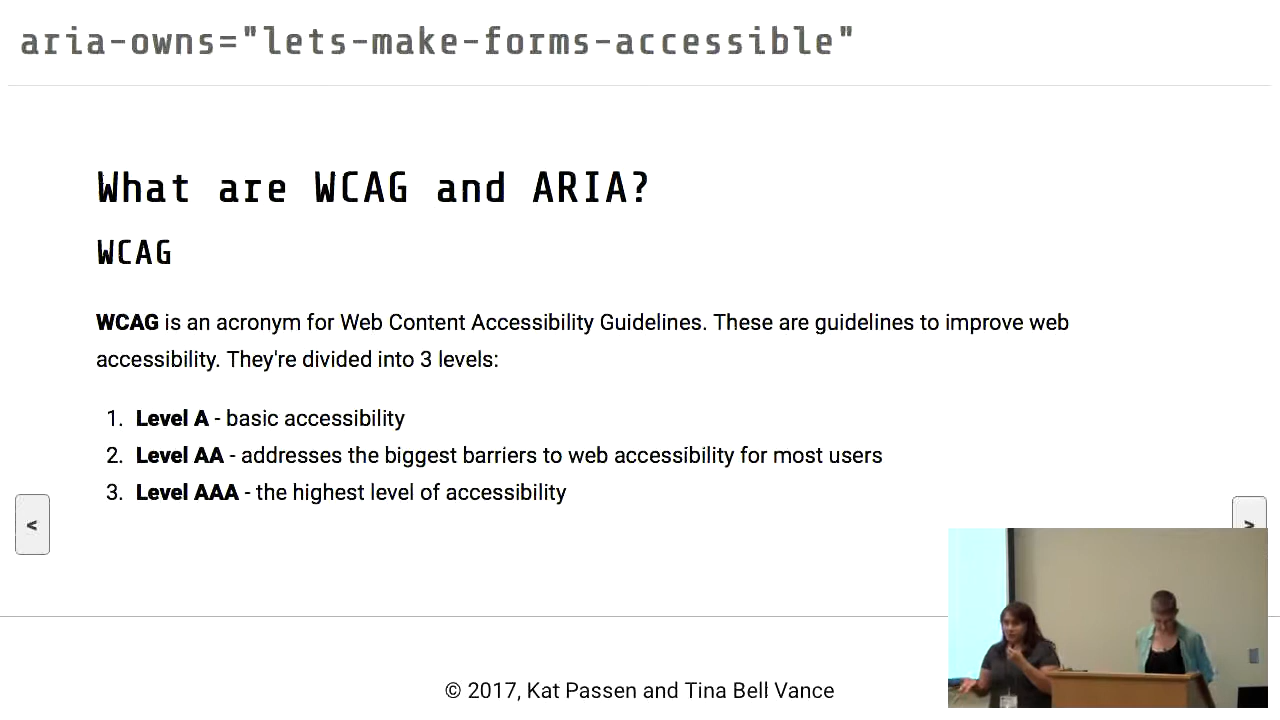 aria-owns="lets-make-forms-accessible"
What are WCAG and ARIA?
WCAG
WCAG is an acronym for Web Content Accessibility Guidelines. These are guidelines to improve web
accessibility. They're divided into 3 levels:
1. Level A - basic accessibility
2. Level AA - addresses the biggest barriers to web accessibility for most users
3. Level AAA - the highest level of accessibility
< >
© 2017, Kat Passen and Tina Bell Vance